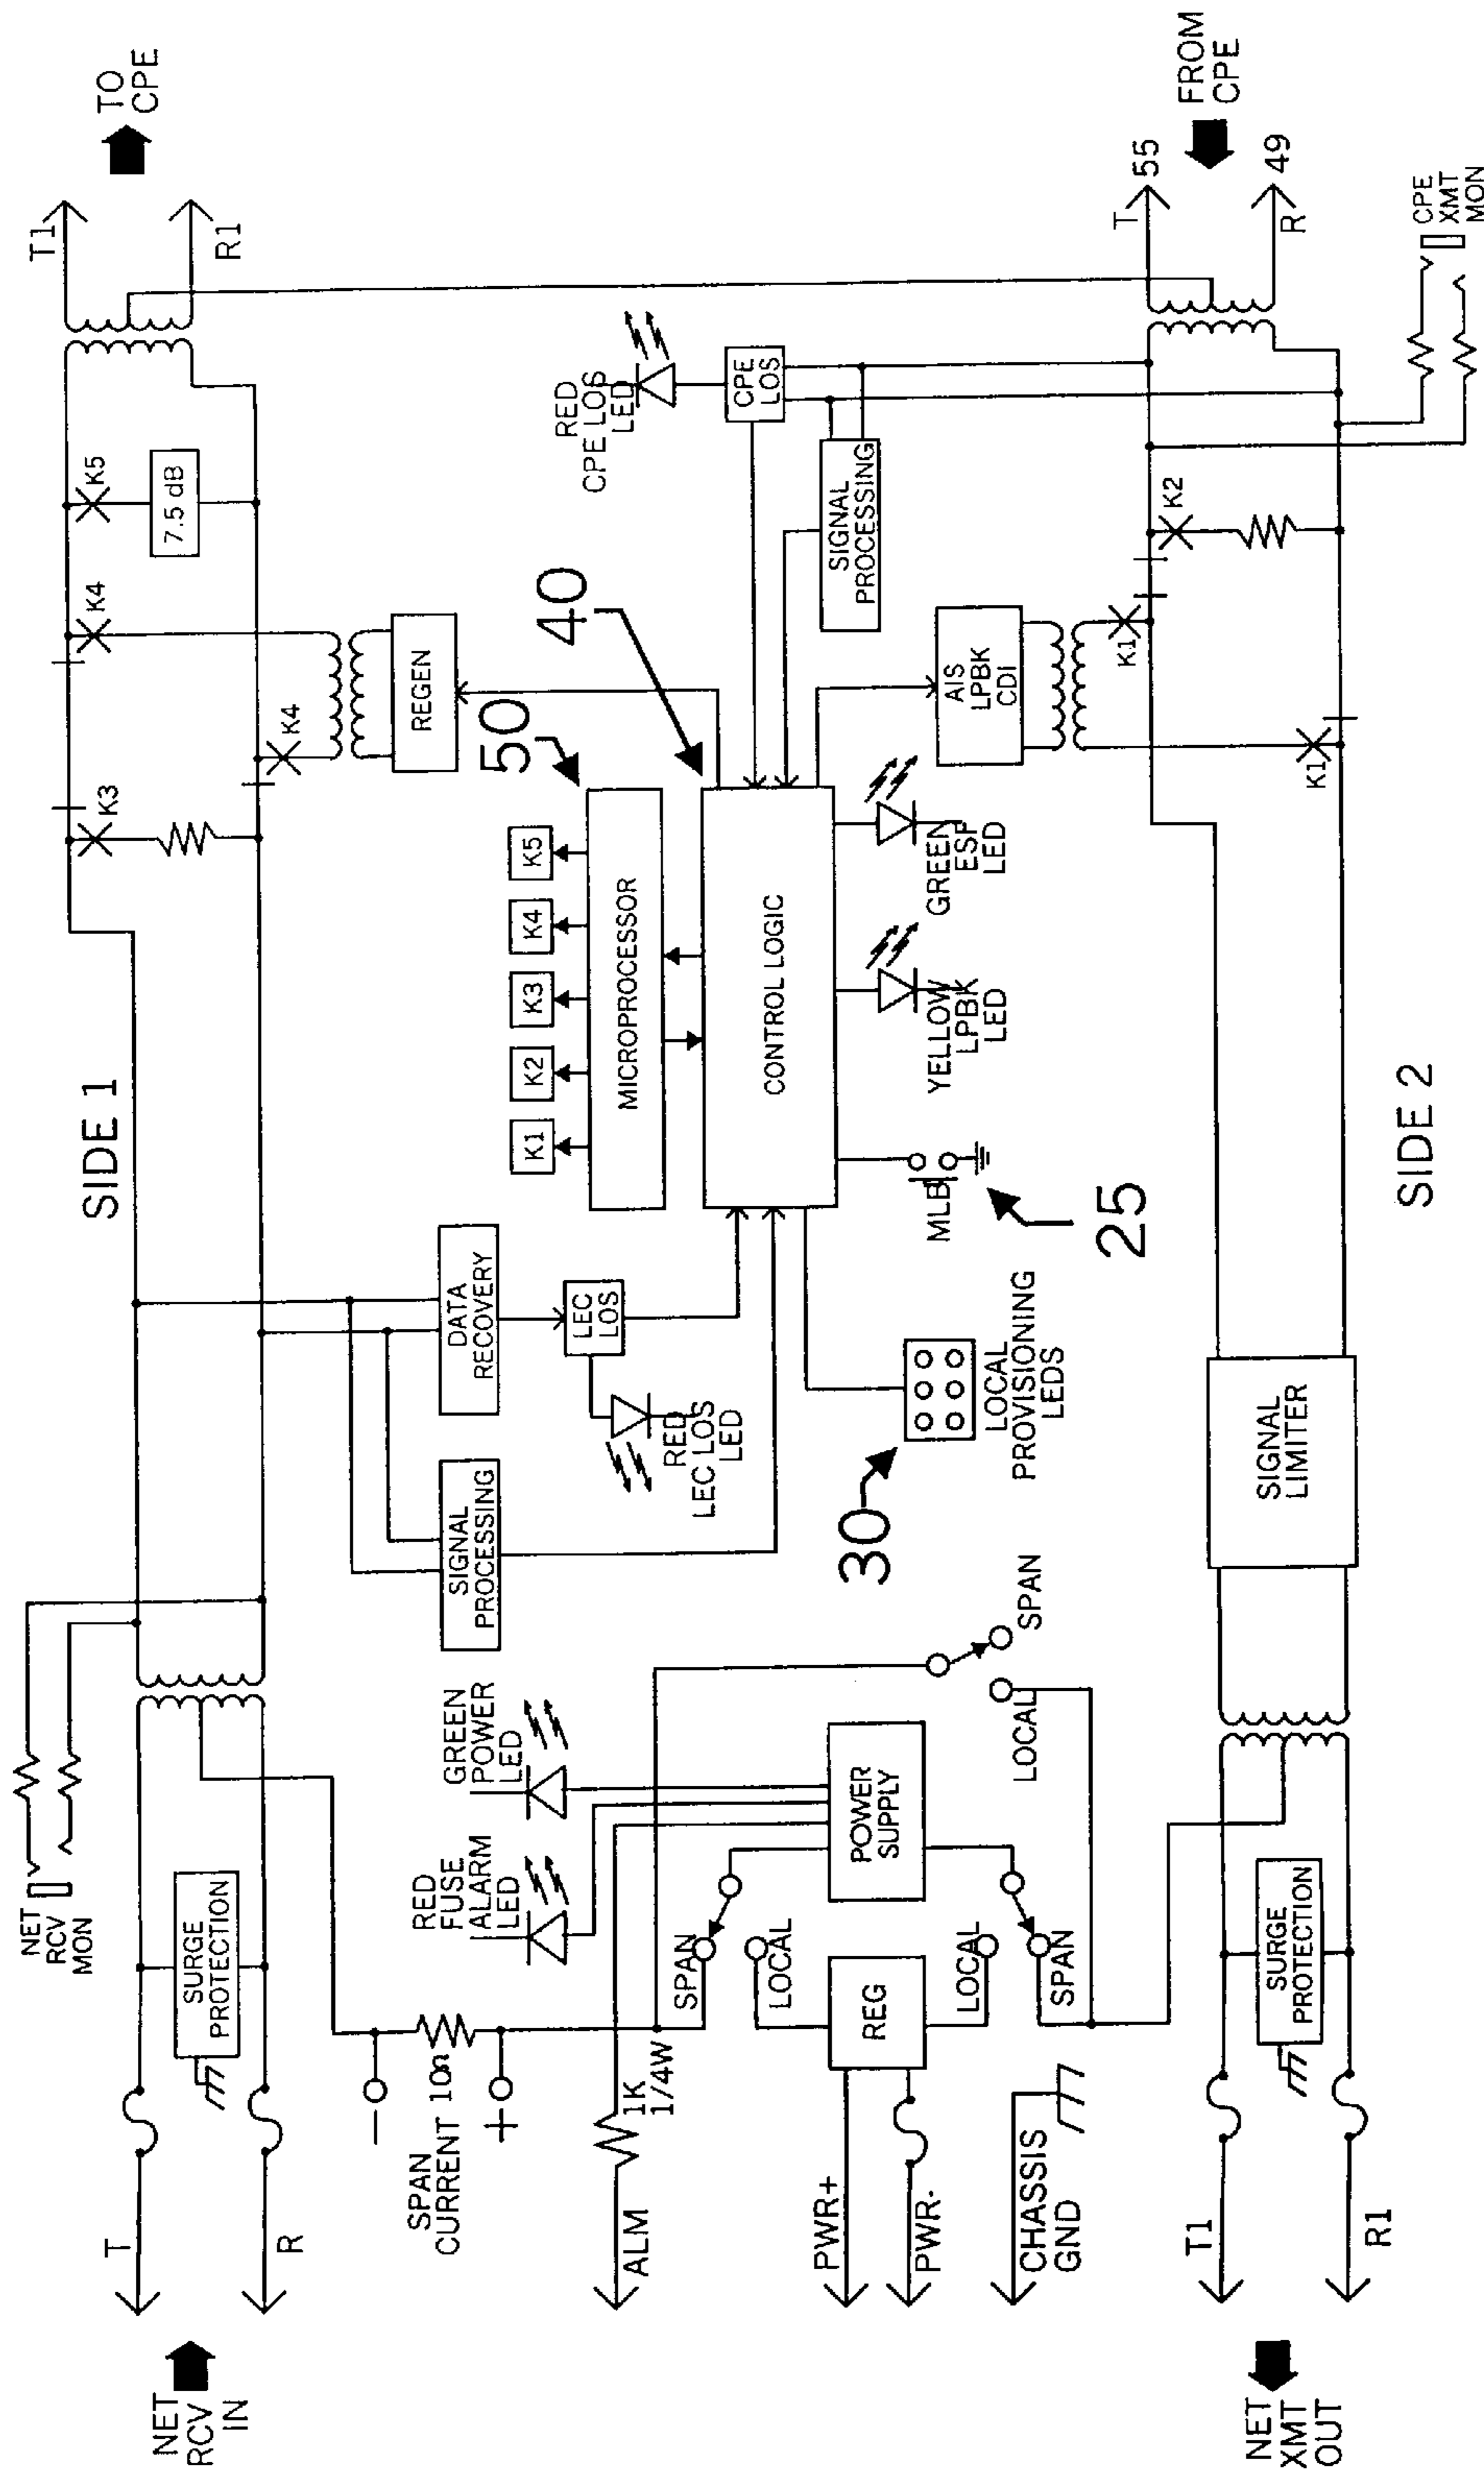 NET
RCV
MON
T
R
NET
RCV
IN
SURGE
PROTECTION
SIDE 1
K3
K4
K4
K5
7.5 dB
T1
R1
TO
CPE
SPAN
CURRENT
10Ω
-
+
ALM
1K
1/4W
RED
FUSE
ALARM
LED
GREEN
POWER
LED
SPAN
LOCAL
POWER
SUPPLY
REG
LOCAL
SPAN
PWR+
PWR-
CHASSIS
GND
SPAN
LOCAL
SIGNAL
PROCESSING
DATA
RECOVERY
LEC
LOS
RED
LEC LOS
LED
30
LOCAL
PROVISIONING
LEDS
K1
K2
K3
K4
K5
MICROPROCESSOR
50
CONTROL LOGIC
40
MLB
25
YELLOW
LPBK
LED
GREEN
ESF
LED
REGEN
RED
CPE LOS
LED
CPE
LOS
SIGNAL
PROCESSING
AIS
LPBK
CDI
K1
K1
K2
T
55
R
49
FROM
CPE
CPE
XMT
MON
SIGNAL
LIMITER
SIDE 2
SURGE
PROTECTION
T1
R1
NET
XMT
OUT